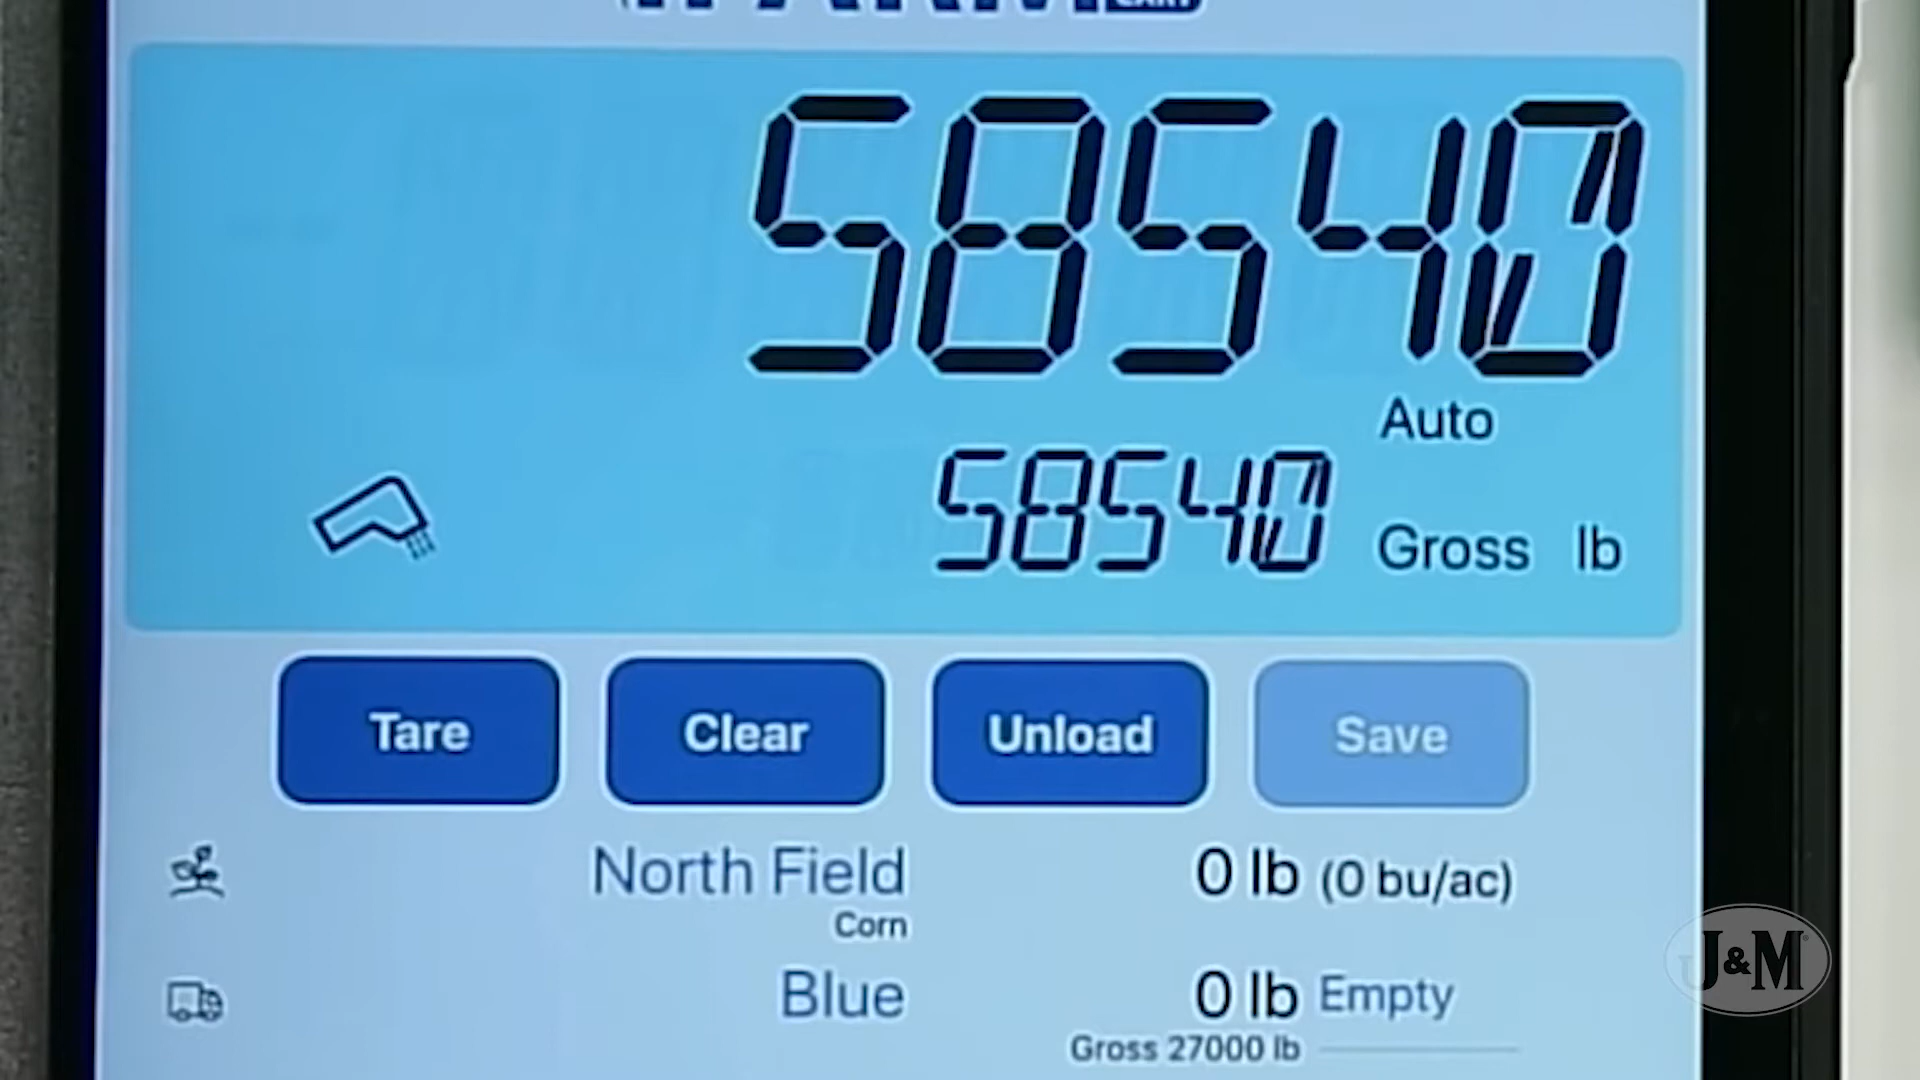 58540
Auto
58540 Gross lb
Tare Clear Unload Save
North Field 0 lb (0 bu/ac)
Corn
Blue 0 lb Empty
Gross 27000 lb
J&M